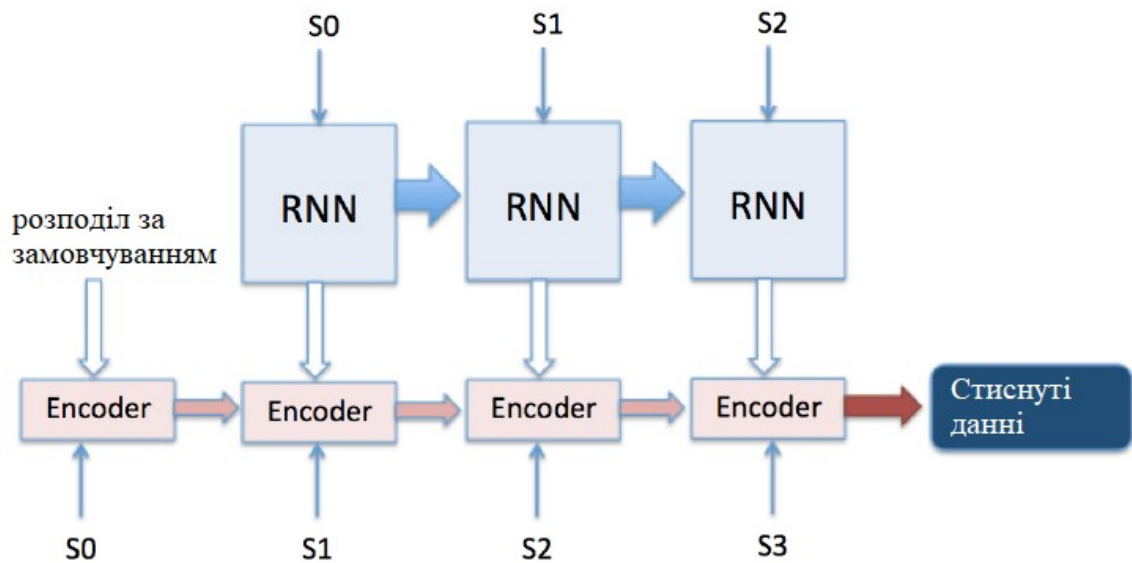 S0 S1 S2
RNN RNN RNN
розподіл за
замовчуванням
Encoder Encoder Encoder Encoder
Стиснуті
данні
S0 S1 S2 S3